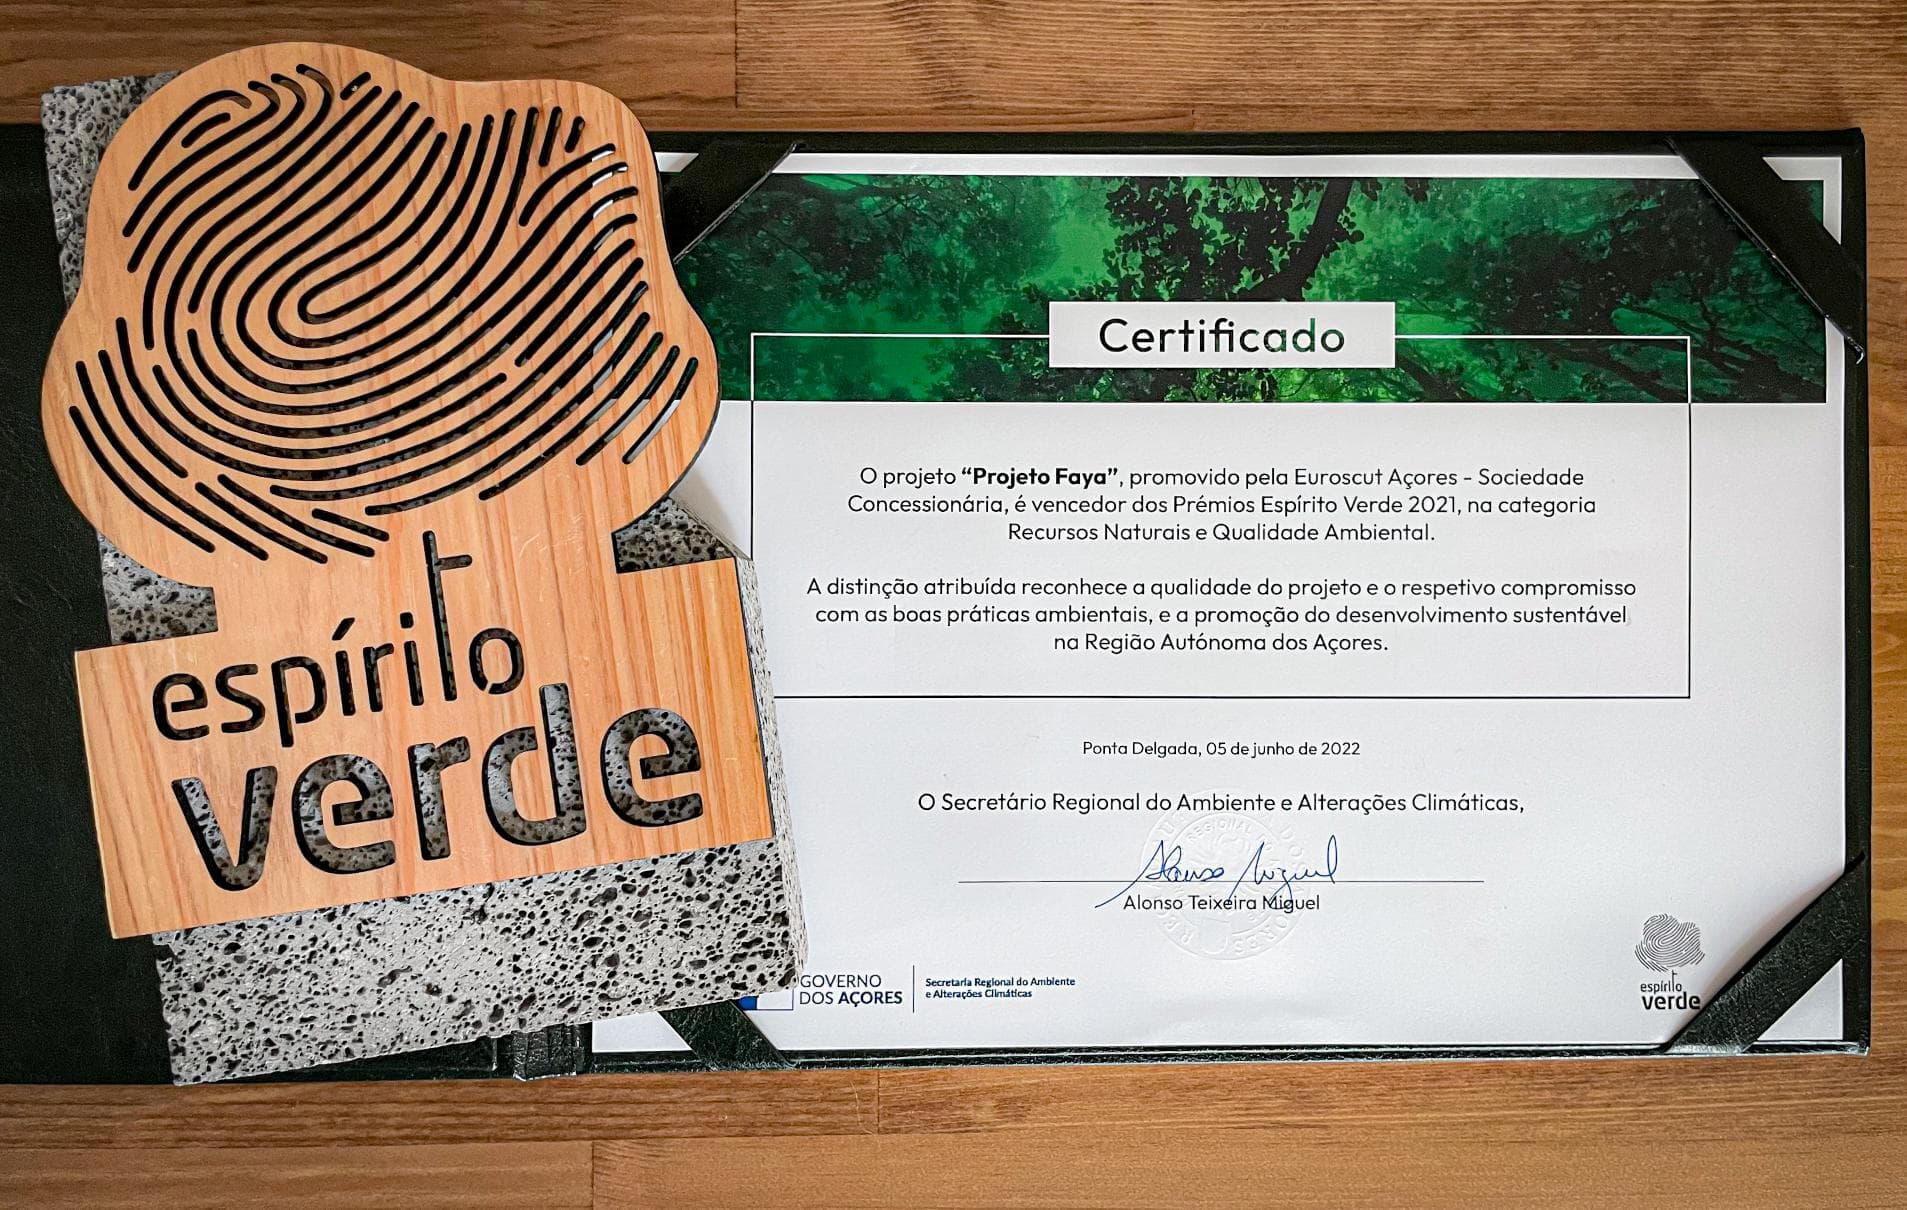 espírito
verde
Certificado
O projeto “Projeto Faya”, promovido pela Euroscut Açores - Sociedade
Concessionária, é vencedor dos Prémios Espírito Verde 2021, na categoria
Recursos Naturais e Qualidade Ambiental.
A distinção atribuída reconhece a qualidade do projeto e o respetivo compromisso
com as boas práticas ambientais, e a promoção do desenvolvimento sustentável
na Região Autónoma dos Açores.
Ponta Delgada, 05 de junho de 2022
O Secretário Regional do Ambiente e Alterações Climáticas,
Alonso Miguel
Alonso Teixeira Miguel
GOVERNO
DOS AÇORES
Secretaria Regional do Ambiente
e Alterações Climáticas
espírito
verde